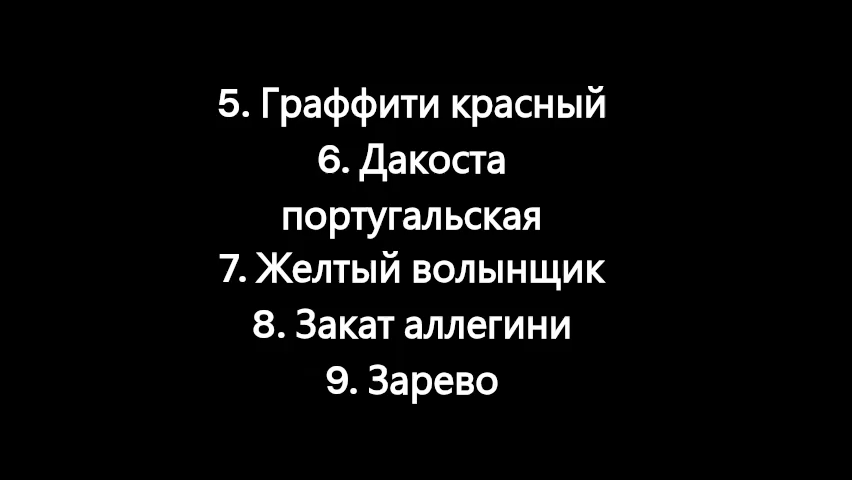 5. Граффити красный
6. Дакоста
португальская
7. Желтый волынщик
8. Закат аллегини
9. Зарево